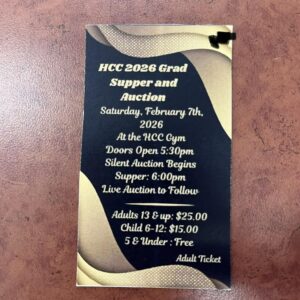 HCC 2026 Grad
Supper and
Auction
Saturday, February 7th,
2026
At the HCC Gym
Doors Open 5:30pm
Silent Auction Begins
Supper: 6:00pm
Live Auction to Follow
Adults 13 & up: $25.00
Child 6-12: $15.00
5 & Under : Free
Adult Ticket